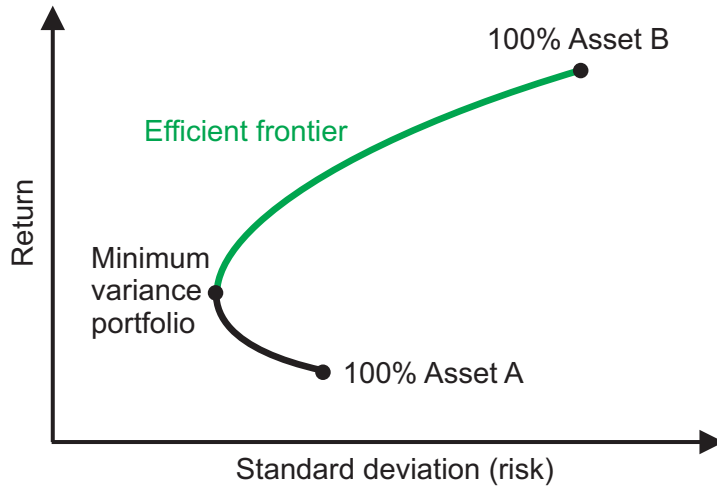 100% Asset B
Efficient frontier
Return
Minimum
variance
portfolio
100% Asset A
Standard deviation (risk)